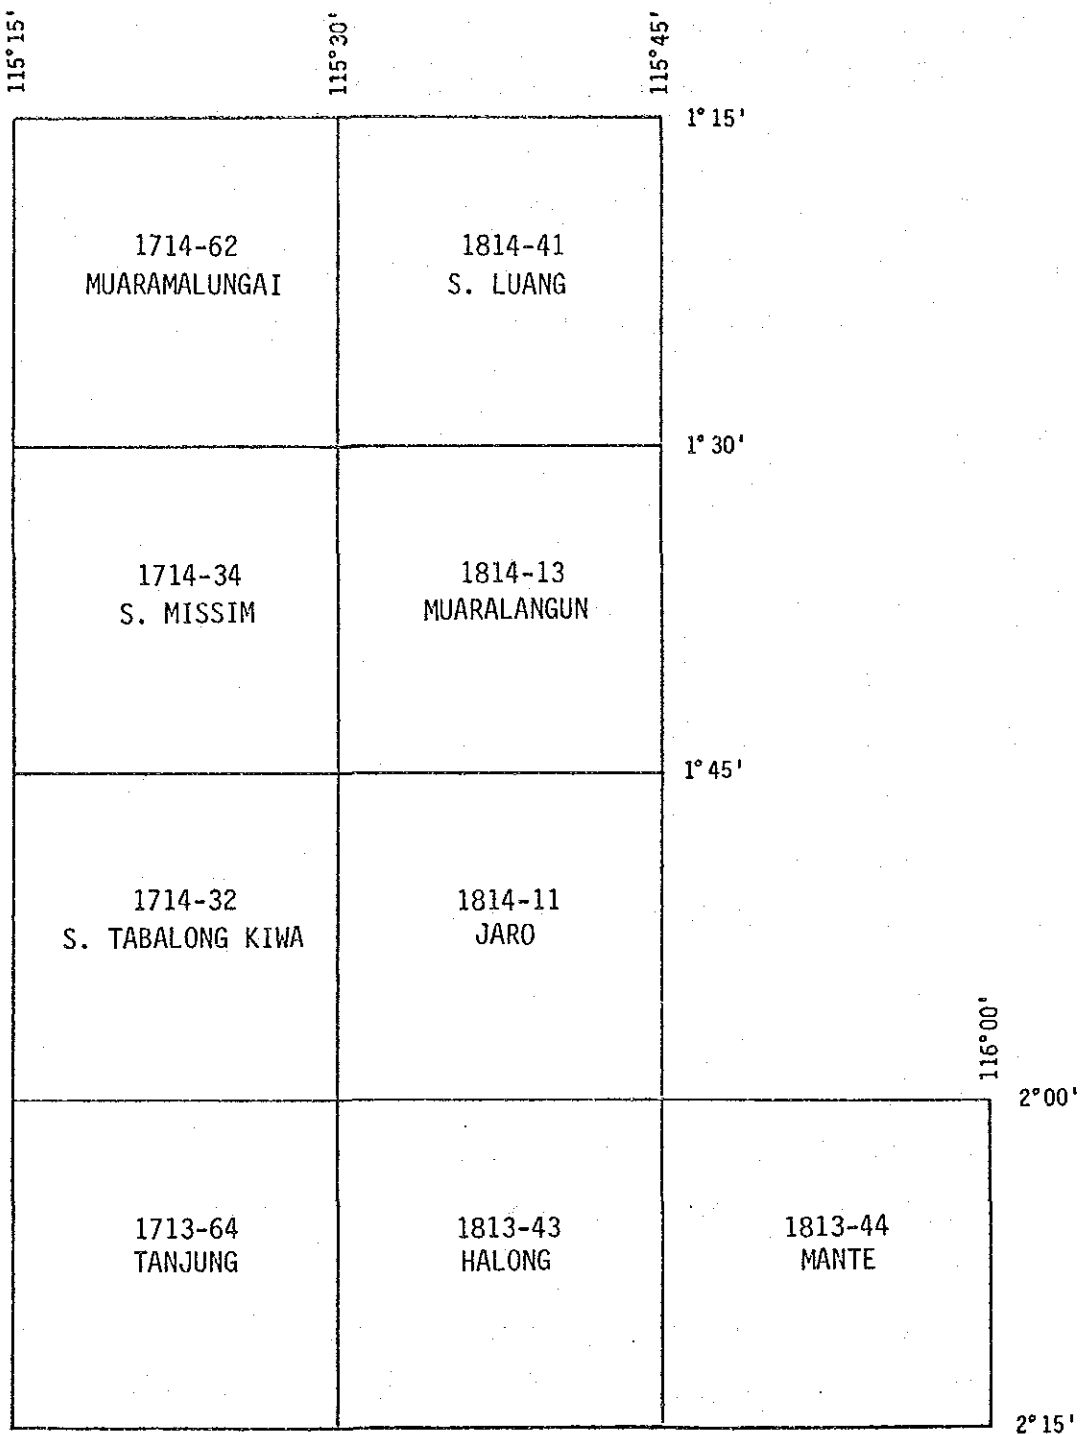 115°15'
115°30'
115°45'
1°15'
1714-62
MUARAMALUNGAI
1814-41
S. LUANG
1°30'
1714-34
S. MISSIM
1814-13
MUARALANGUN
1°45'
1714-32
S. TABALONG KIWA
1814-11
JARO
116°00'
2°00'
1713-64
TANJUNG
1813-43
HALONG
1813-44
MANTE
2°15'